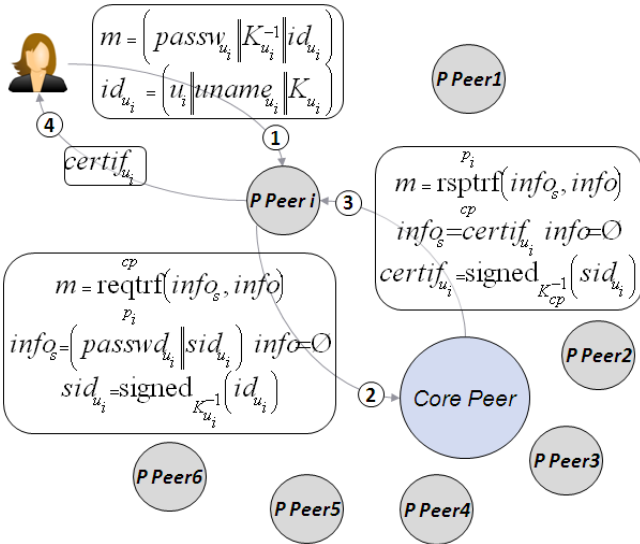 m = (passw_{u_i} ‖ K_{u_i}^{-1} ‖ id_{u_i})
id_{u_i} = (u_i ‖ uname_{u_i} ‖ K_{u_i})
P Peer1
4
1
certif_{u_i}
P Peer i
3
p_i
m = rsptrf(info_s, info)
cp
info_s=certif_{u_i} info=∅
certif_{u_i}=signed_{K_{cp}^{-1}}(sid_{u_i})
cp
m = reqtrf(info_s, info)
p_i
info_s=(passwd_{u_i} ‖ sid_{u_i}) info=∅
sid_{u_i}=signed_{K_{u_i}^{-1}}(id_{u_i})
2
Core Peer
P Peer2
P Peer3
P Peer6
P Peer5
P Peer4